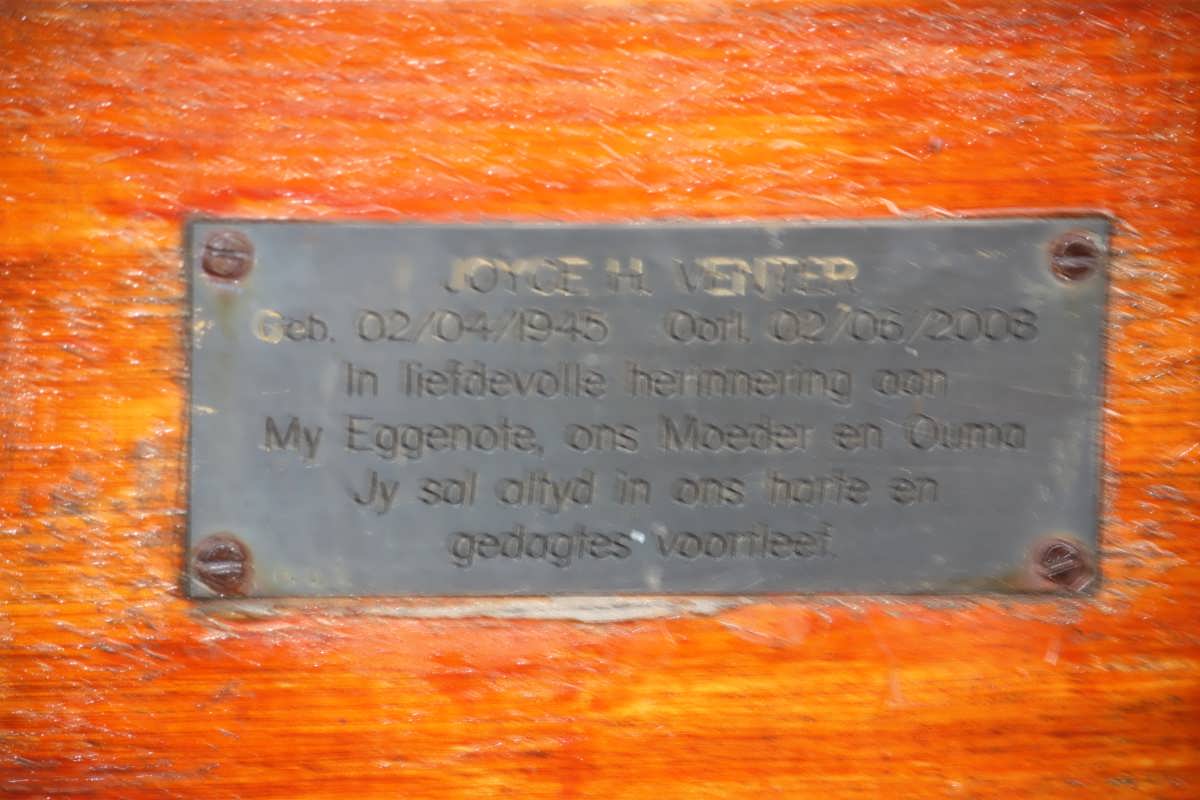 JOYCE H. VENTER
Geb. 02/04/1945 Oorl. 02/06/2008
In liefdevolle herinnering aan
My Eggenote, ons Moeder en Ouma
Jy sal altyd in ons harte en
gedagtes voortleef.